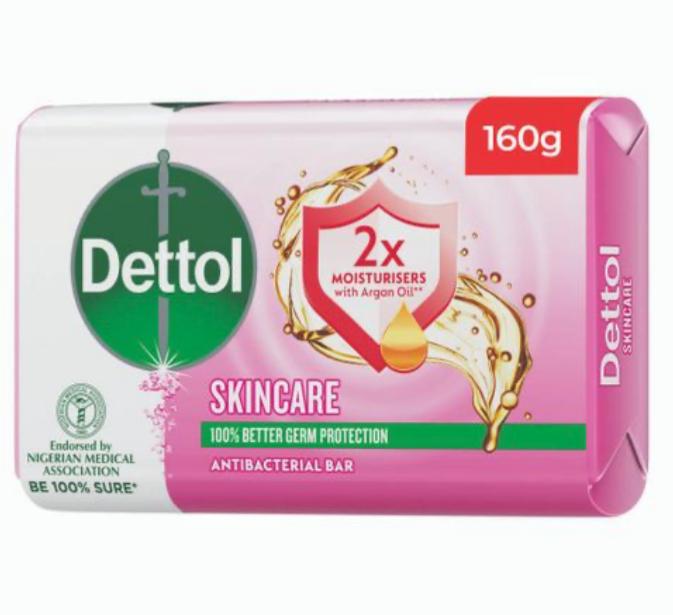 160g
Dettol
2x
MOISTURISERS
with Argan Oil**
SKINCARE
100% BETTER GERM PROTECTION
ANTIBACTERIAL BAR
Endorsed by
NIGERIAN MEDICAL
ASSOCIATION
BE 100% SURE*
Dettol
SKINCARE